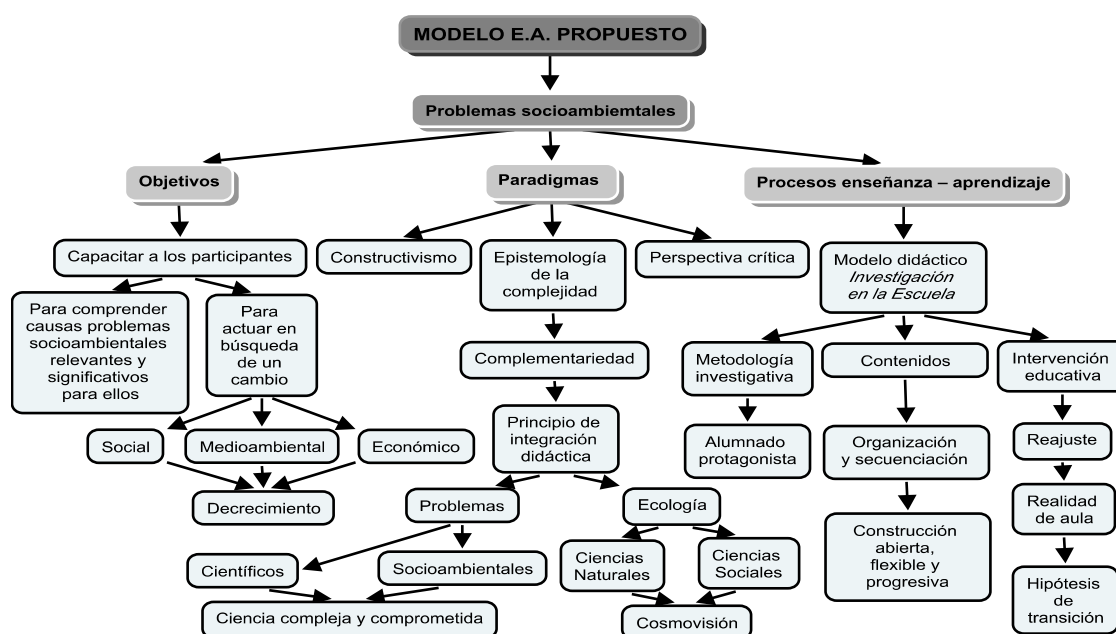 MODELO E.A. PROPUESTO
Problemas socioambiemtales
Objetivos
Paradigmas
Procesos enseñanza – aprendizaje
Capacitar a los participantes
Constructivismo
Epistemología
de la
complejidad
Perspectiva crítica
Modelo didáctico
Investigación
en la Escuela
Para comprender
causas problemas
socioambientales
relevantes y
significativos
para ellos
Para
actuar en
búsqueda
de un
cambio
Complementariedad
Metodología
investigativa
Contenidos
Intervención
educativa
Social
Medioambiental
Económico
Principio de
integración
didáctica
Alumnado
protagonista
Organización
y secuenciación
Reajuste
Decrecimiento
Problemas
Ecología
Realidad
de aula
Científicos
Socioambientales
Ciencias
Naturales
Ciencias
Sociales
Construcción
abierta,
flexible y
progresiva
Hipótesis
de
transición
Ciencia compleja y comprometida
Cosmovisión